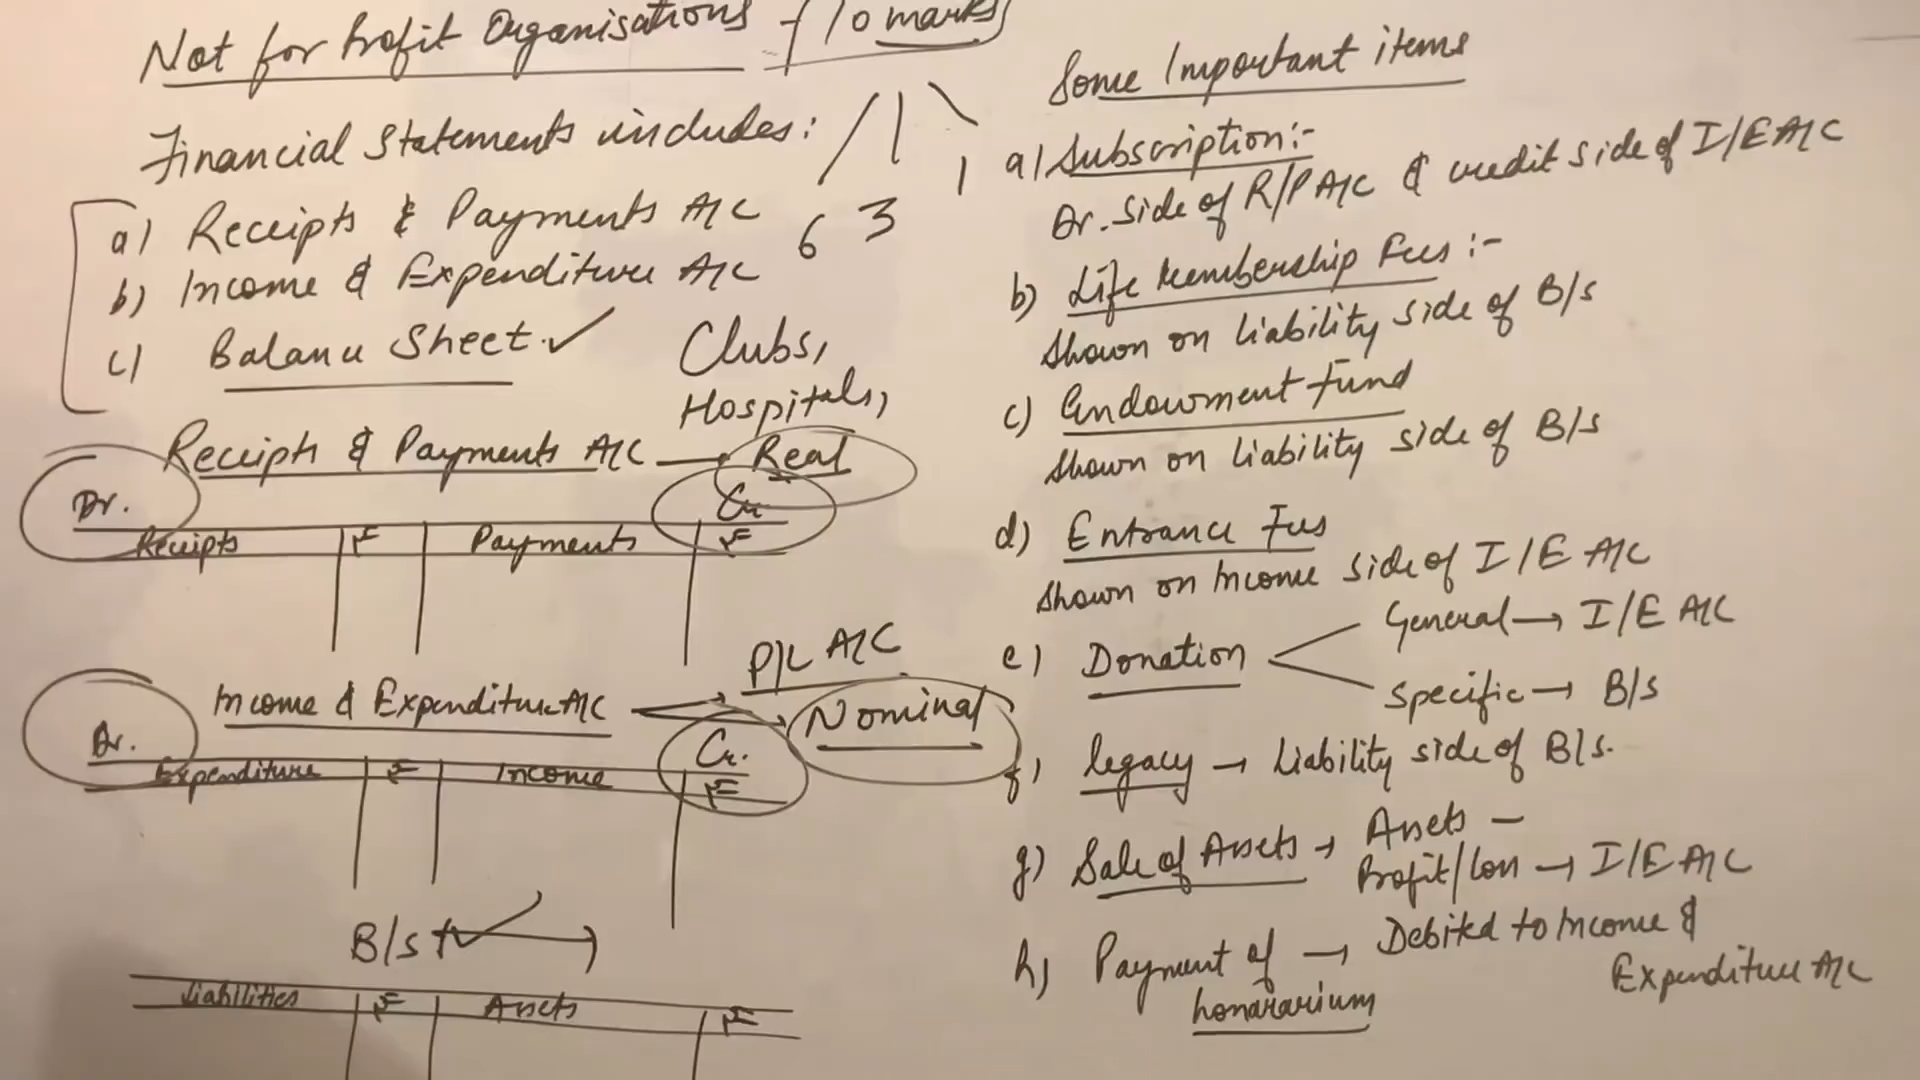 Not for Profit Organisations - 10 marks
Financial Statements includes:
6 3 1
a) Receipts & Payments A/C
b) Income & Expenditure A/C
c) Balance Sheet.
Clubs,
Hospitals,
Receipts & Payments A/C → Real
Dr. Cr.
Receipts ₹ Payments ₹
P/L A/C
Income & Expenditure A/C → Nominal
Dr. Cr.
Expenditure ₹ Income ₹
B/S
Liabilities ₹ Assets ₹
Some Important items
a) Subscription:-
Dr. Side of R/P A/C & credit side of I/E A/C
b) Life Membership Fees :-
Shown on liability side of B/S
c) Endowment Fund
Shown on liability side of B/S
d) Entrance Fees
Shown on Income side of I/E A/C
e) Donation
General → I/E A/C
Specific → B/S
f) legacy → Liability side of B/S.
g) Sale of Assets → Assets -
Profit/Loss → I/E A/C
h) Payment of → Debited to Income &
honararium
Expenditure A/C